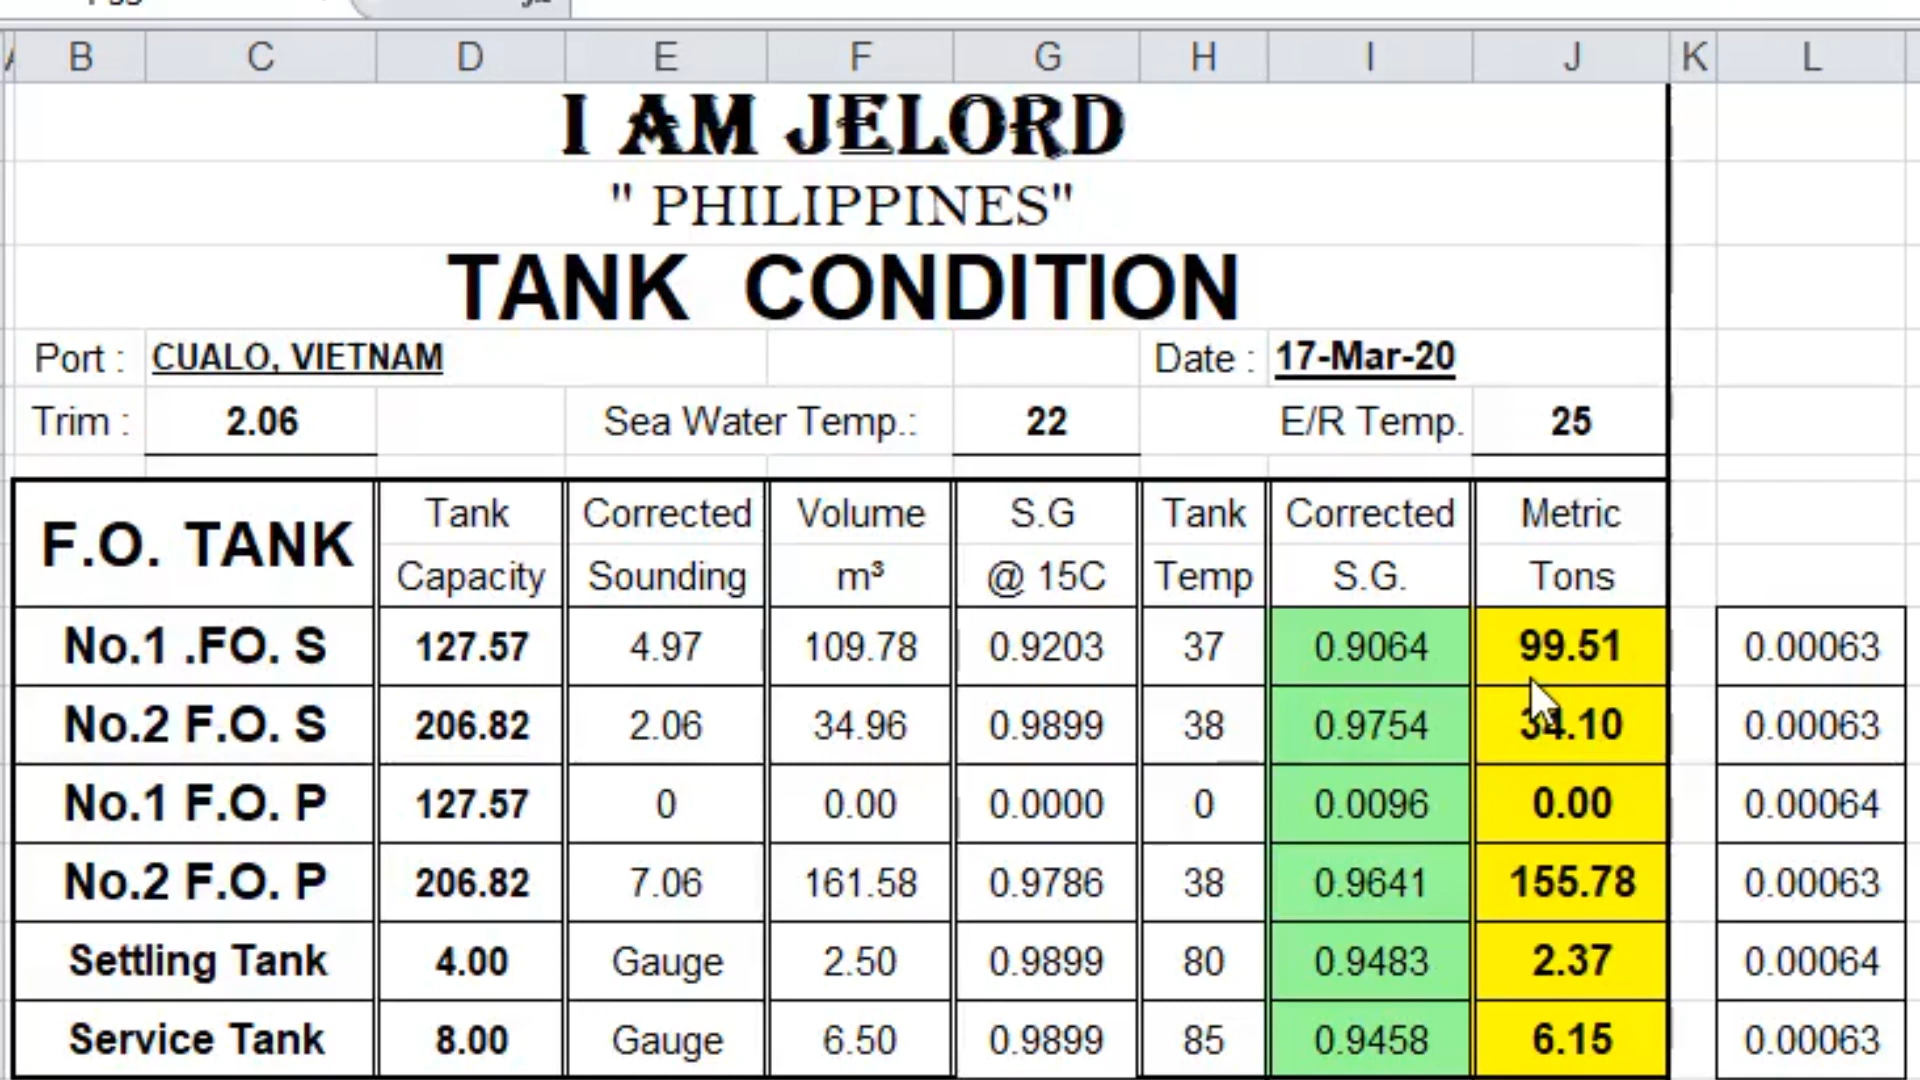 B C D E F G H I J K L
I AM JELORD
" PHILIPPINES"
TANK CONDITION
Port : CUALO, VIETNAM Date : 17-Mar-20
Trim : 2.06 Sea Water Temp.: 22 E/R Temp. 25
F.O. TANK Tank Capacity Corrected Sounding Volume m³ S.G @ 15C Tank Temp Corrected S.G. Metric Tons
No.1 .FO. S 127.57 4.97 109.78 0.9203 37 0.9064 99.51 0.00063
No.2 F.O. S 206.82 2.06 34.96 0.9899 38 0.9754 34.10 0.00063
No.1 F.O. P 127.57 0 0.00 0.0000 0 0.0096 0.00 0.00064
No.2 F.O. P 206.82 7.06 161.58 0.9786 38 0.9641 155.78 0.00063
Settling Tank 4.00 Gauge 2.50 0.9899 80 0.9483 2.37 0.00064
Service Tank 8.00 Gauge 6.50 0.9899 85 0.9458 6.15 0.00063